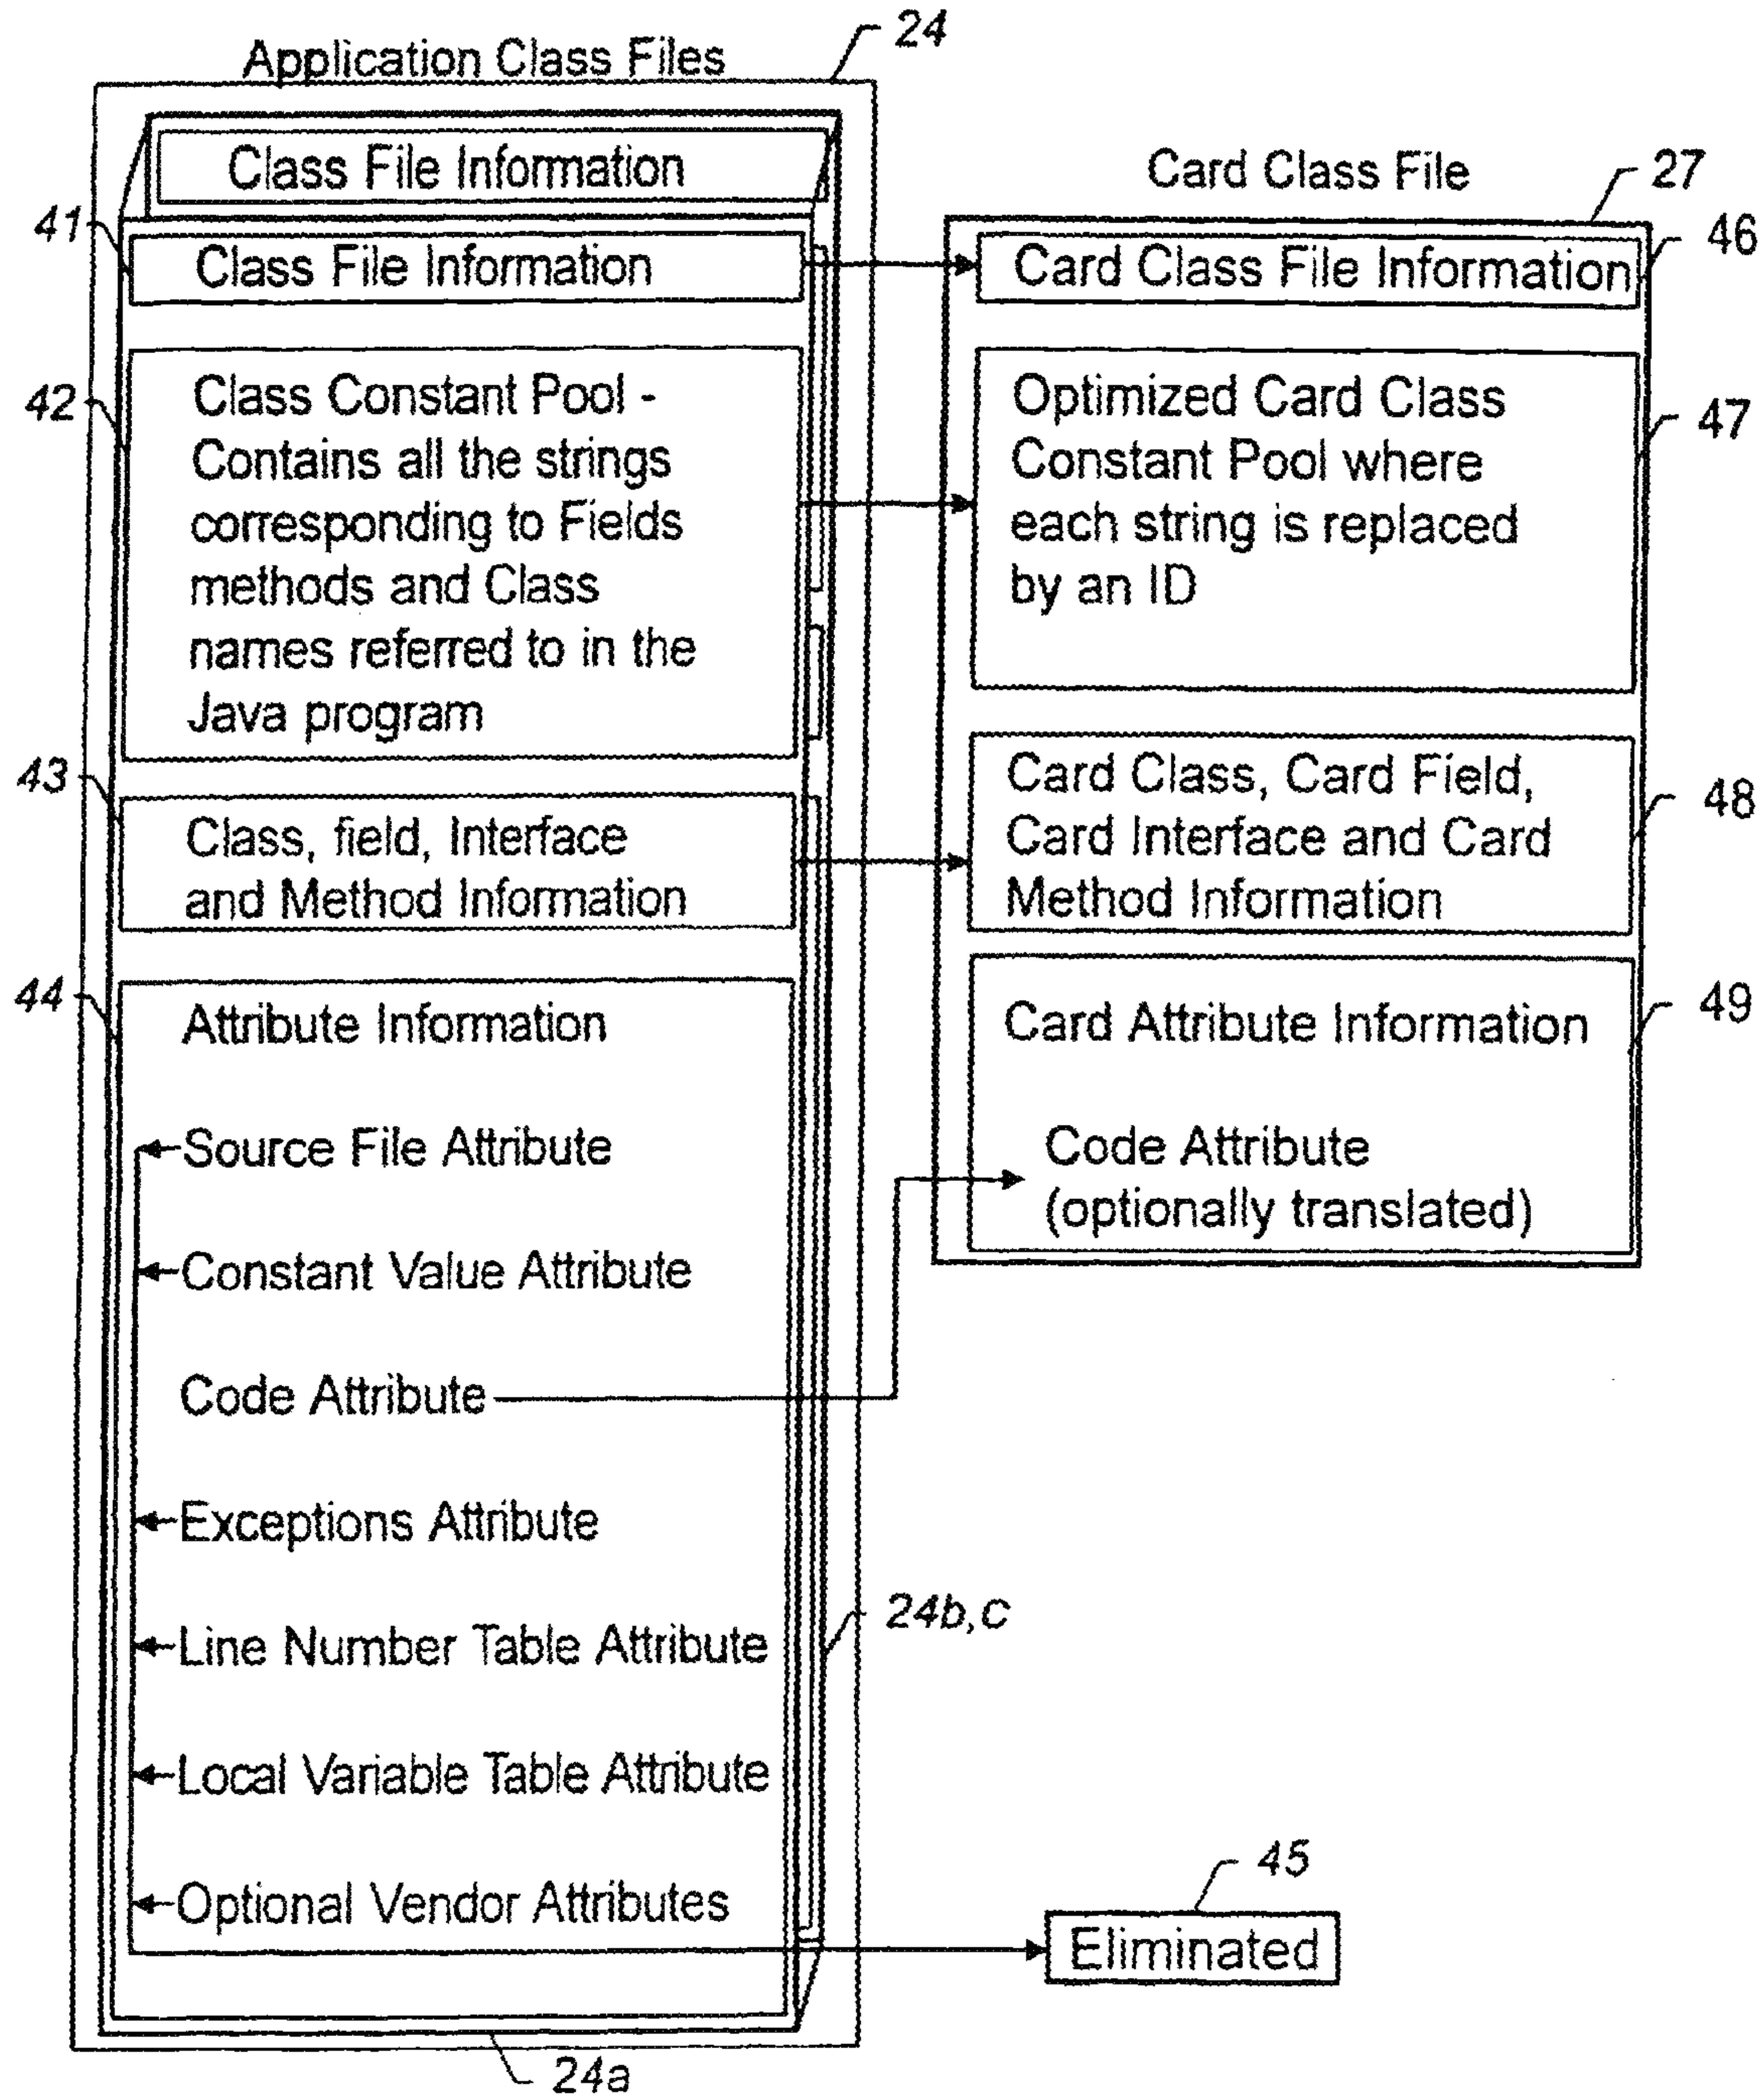 24
Application Class Files
Class File Information
Card Class File
27
41
Class File Information
Card Class File Information
46
42
Class Constant Pool -
Contains all the strings
corresponding to Fields
methods and Class
names referred to in the
Java program
Optimized Card Class
Constant Pool where
each string is replaced
by an ID
47
43
Class, field, Interface
and Method Information
Card Class, Card Field,
Card Interface and Card
Method Information
48
44
Attribute Information
Source File Attribute
Constant Value Attribute
Code Attribute
Exceptions Attribute
Line Number Table Attribute
Local Variable Table Attribute
Optional Vendor Attributes
Card Attribute Information
Code Attribute
(optionally translated)
49
24b,c
45
Eliminated
24a